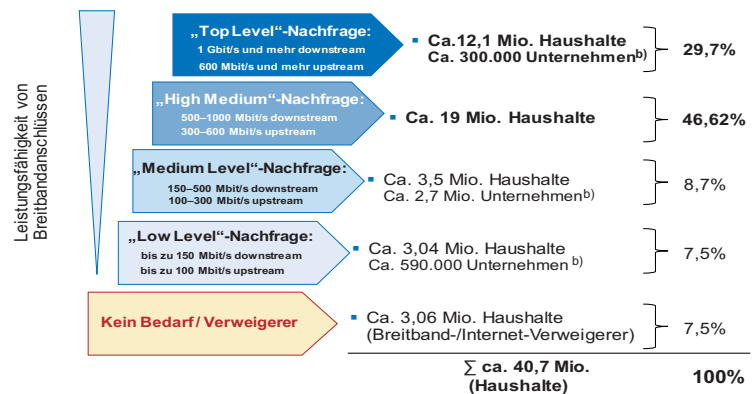 Leistungsfähigkeit von
Breitbandanschlüssen
„Top Level“-Nachfrage:
1 Gbit/s und mehr downstream
600 Mbit/s und mehr upstream
Ca.12,1 Mio. Haushalte
Ca. 300.000 Unternehmen b)
29,7%
„High Medium“-Nachfrage:
500–1000 Mbit/s downstream
300–600 Mbit/s upstream
Ca. 19 Mio. Haushalte
46,62%
„Medium Level“-Nachfrage:
150–500 Mbit/s downstream
100–300 Mbit/s upstream
Ca. 3,5 Mio. Haushalte
Ca. 2,7 Mio. Unternehmen b)
8,7%
„Low Level“-Nachfrage:
bis zu 150 Mbit/s downstream
bis zu 100 Mbit/s upstream
Ca. 3,04 Mio. Haushalte
Ca. 590.000 Unternehmen b)
7,5%
Kein Bedarf / Verweigerer
Ca. 3,06 Mio. Haushalte
(Breitband-/Internet-Verweigerer)
7,5%
∑ ca. 40,7 Mio.
(Haushalte)
100%